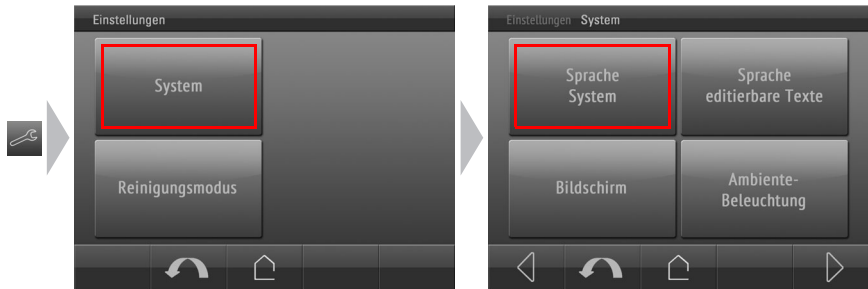 Einstellungen
System
Reinigungsmodus
Einstellungen System
Sprache
System
Sprache
editierbare Texte
Bildschirm
Ambiente-
Beleuchtung